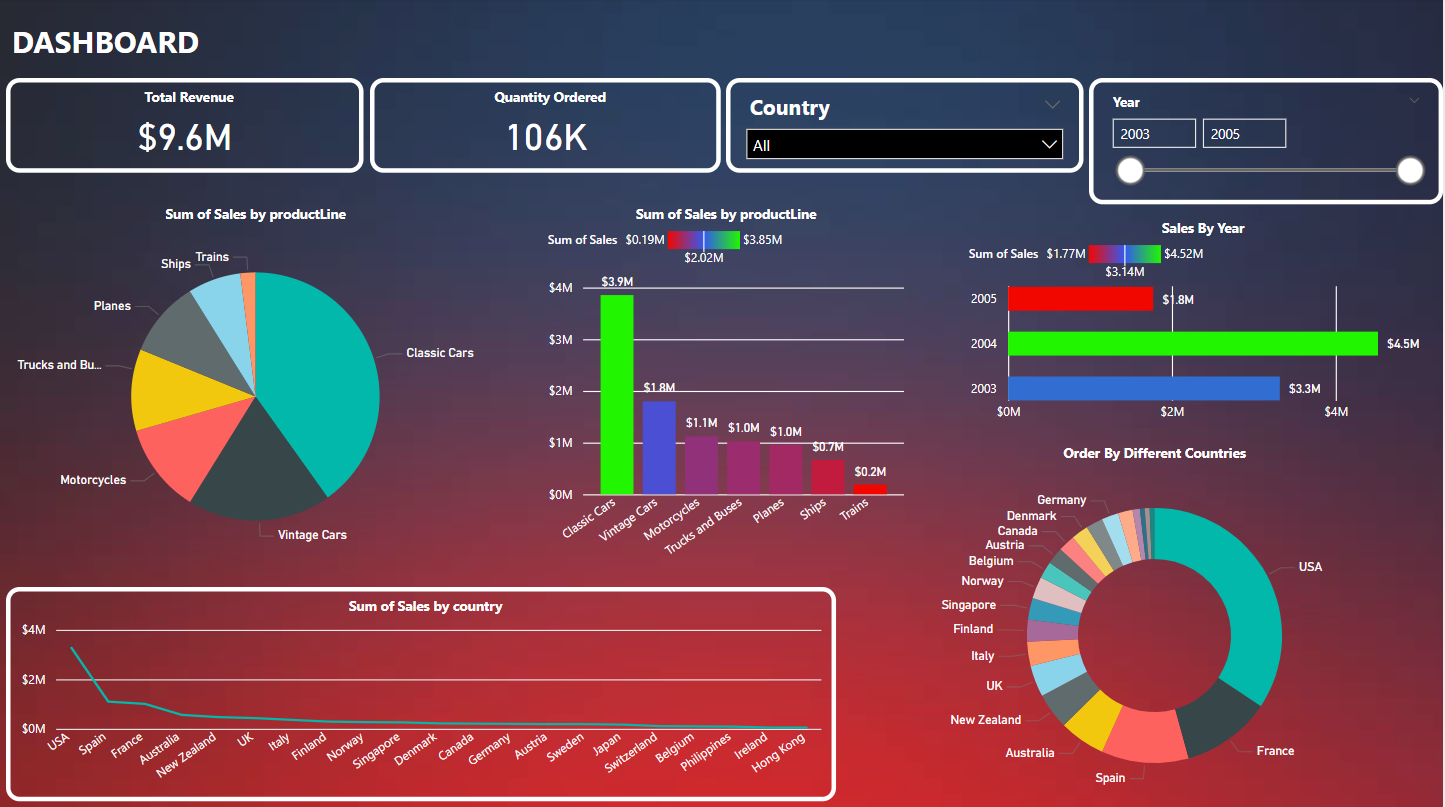 DASHBOARD
Total Revenue
$9.6M
Quantity Ordered
106K
Country
All
Year
2003 2005
Sum of Sales by productLine
Trains
Ships
Planes
Trucks and Bu...
Classic Cars
Motorcycles
Vintage Cars
Sum of Sales by productLine
Sum of Sales $0.19M $3.85M
$2.02M
$4M
$3M
$2M
$1M
$0M
$3.9M
$1.8M
$1.1M
$1.0M
$1.0M
$0.7M
$0.2M
Classic Cars
Vintage Cars
Motorcycles
Trucks and Buses
Planes
Ships
Trains
Sales By Year
Sum of Sales $1.77M $4.52M
$3.14M
2005 $1.8M
2004 $4.5M
2003 $3.3M
$0M $2M $4M
Order By Different Countries
Germany
Denmark
Canada
Austria
Belgium
Norway
Singapore
Finland
Italy
UK
New Zealand
Australia
Spain
France
USA
Sum of Sales by country
$4M
$2M
$0M
USA
Spain
France
Australia
New Zealand
UK
Italy
Finland
Norway
Singapore
Denmark
Canada
Germany
Austria
Sweden
Japan
Switzerland
Belgium
Philippines
Ireland
Hong Kong